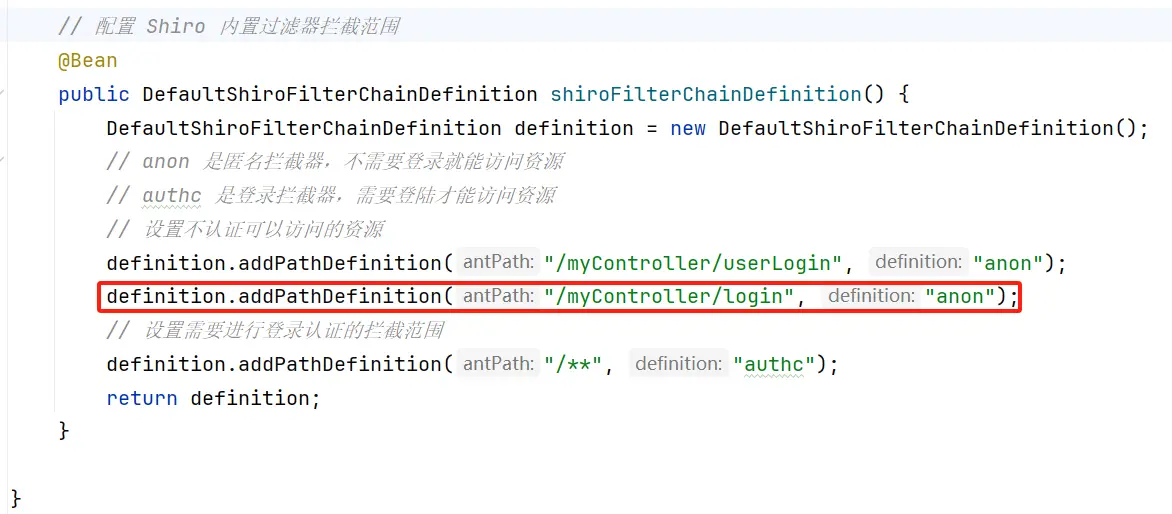 // 配置 Shiro 内置过滤器拦截范围
@Bean
public DefaultShiroFilterChainDefinition shiroFilterChainDefinition() {
DefaultShiroFilterChainDefinition definition = new DefaultShiroFilterChainDefinition();
// anon 是匿名拦截器，不需要登录就能访问资源
// authc 是登录拦截器，需要登陆才能访问资源
// 设置不认证可以访问的资源
definition.addPathDefinition( antPath: "/myController/userLogin", definition: "anon");
definition.addPathDefinition( antPath: "/myController/login", definition: "anon");
// 设置需要进行登录认证的拦截范围
definition.addPathDefinition( antPath: "/**", definition: "authc");
return definition;
}
}